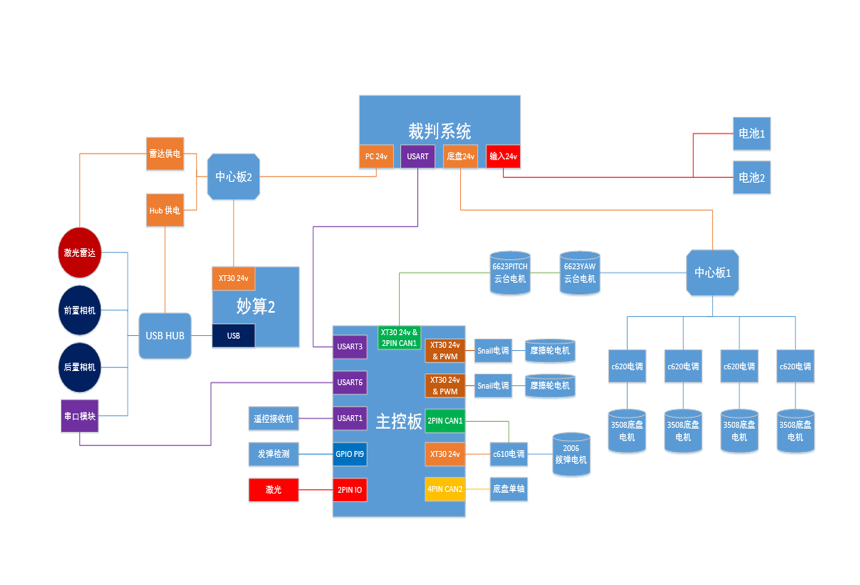 裁判系统
PC 24v
USART
底盘24v
输入24v
电池1
电池2
雷达供电
中心板2
Hub 供电
激光雷达
前置相机
后置相机
串口模块
USB HUB
XT30 24v
妙算2
USB
6623PITCH
云台电机
6623YAW
云台电机
中心板1
c620电调
c620电调
c620电调
c620电调
3508底盘
电机
3508底盘
电机
3508底盘
电机
3508底盘
电机
主控板
XT30 24v &
2PIN CAN1
USART3
USART6
USART1
GPIO PI9
2PIN IO
遥控接收机
发弹检测
激光
XT30 24v
& PWM
Snail电调
摩擦轮电机
XT30 24v
& PWM
Snail电调
摩擦轮电机
2PIN CAN1
XT30 24v
c610电调
2006
拨弹电机
4PIN CAN2
底盘单轴